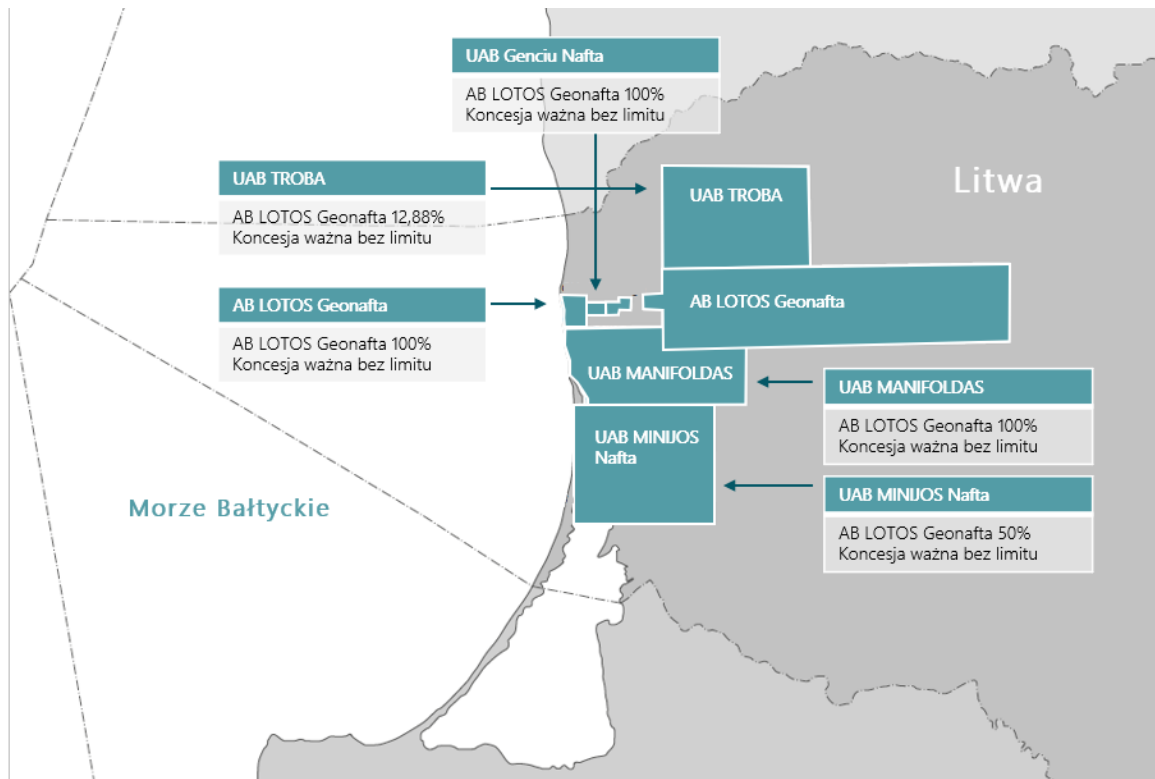 UAB Genciu Nafta
AB LOTOS Geonafta 100%
Koncesja ważna bez limitu
UAB TROBA
AB LOTOS Geonafta 12,88%
Koncesja ważna bez limitu
UAB TROBA
Litwa
AB LOTOS Geonafta
AB LOTOS Geonafta 100%
Koncesja ważna bez limitu
AB LOTOS Geonafta
UAB MANIFOLDAS
UAB MANIFOLDAS
AB LOTOS Geonafta 100%
Koncesja ważna bez limitu
UAB MINIJOS
Nafta
UAB MINIJOS Nafta
AB LOTOS Geonafta 50%
Koncesja ważna bez limitu
Morze Bałtyckie